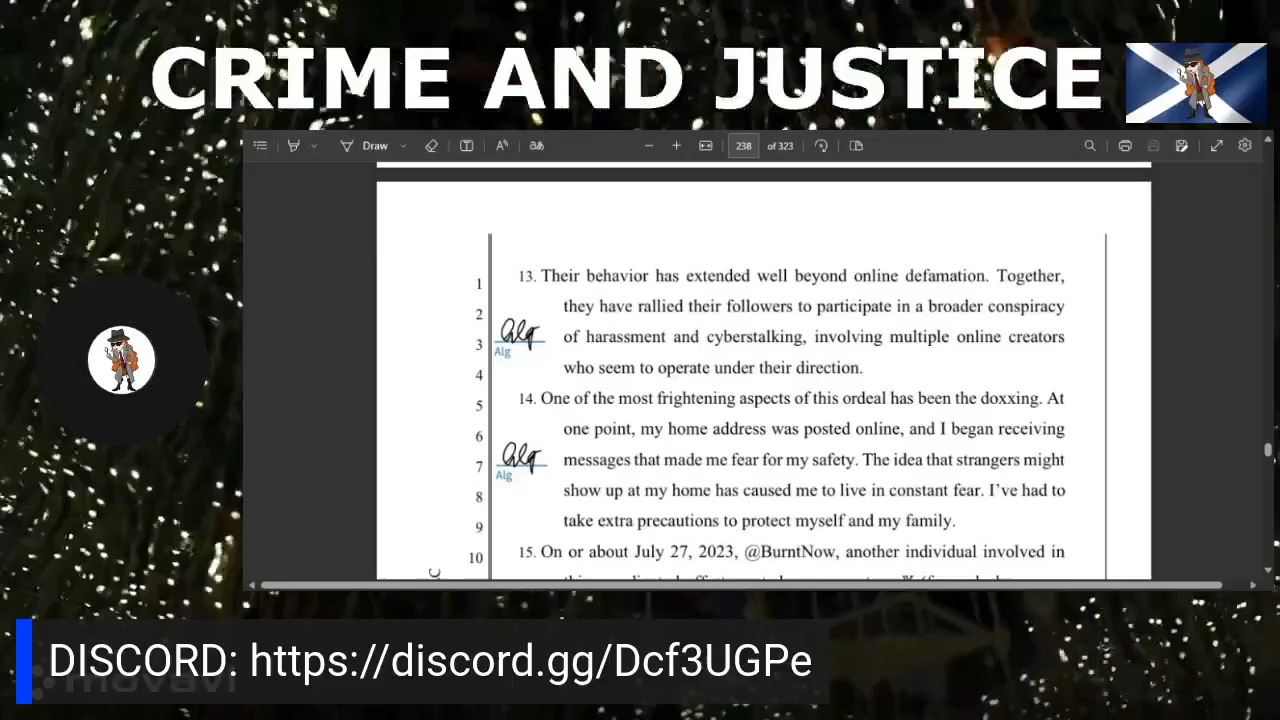 CRIME AND JUSTICE
Draw
238 of 323
1
2
3
4
5
6
7
8
9
10
13. Their behavior has extended well beyond online defamation. Together,
they have rallied their followers to participate in a broader conspiracy
of harassment and cyberstalking, involving multiple online creators
who seem to operate under their direction.
Alg
Alg
14. One of the most frightening aspects of this ordeal has been the doxxing. At
one point, my home address was posted online, and I began receiving
messages that made me fear for my safety. The idea that strangers might
show up at my home has caused me to live in constant fear. I've had to
take extra precautions to protect myself and my family.
Alg
Alg
15. On or about July 27, 2023, @BurntNow, another individual involved in
DISCORD: https://discord.gg/Dcf3UGPe
movavi